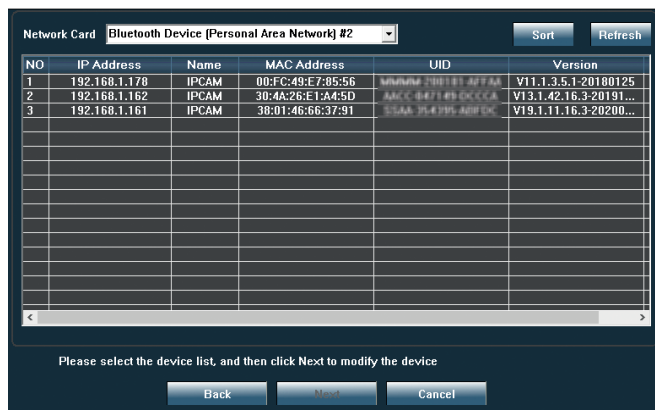 Network Card Bluetooth Device (Personal Area Network) #2 Sort Refresh
NO IP Address Name MAC Address UID Version
1 192.168.1.178 IPCAM 00:FC:49:E7:85:56 V11.1.3.5.1-20180125
2 192.168.1.162 IPCAM 30:4A:26:E1:A4:5D V13.1.42.16.3-20191...
3 192.168.1.161 IPCAM 38:01:46:66:37:91 V19.1.11.16.3-20200...
Please select the device list, and then click Next to modify the device
Back Next Cancel